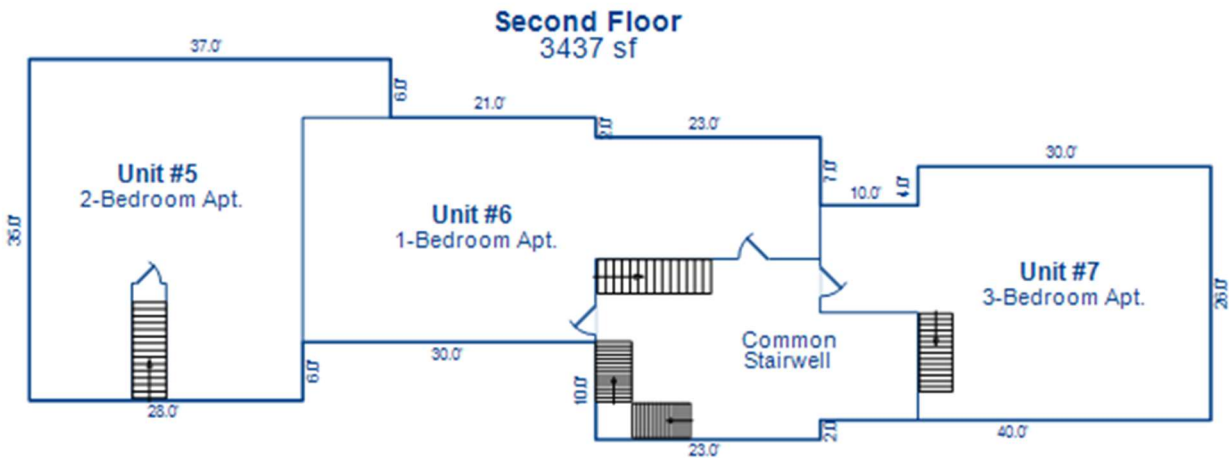 Second Floor
3437 sf
37.0'
6.0'
21.0'
2.0'
23.0'
7.0'
30.0'
10.0'
4.0'
Unit #5
2-Bedroom Apt.
Unit #6
1-Bedroom Apt.
Unit #7
3-Bedroom Apt.
35.0'
26.0'
Common
Stairwell
30.0'
6.0'
10.0'
28.0'
23.0'
2.0'
40.0'